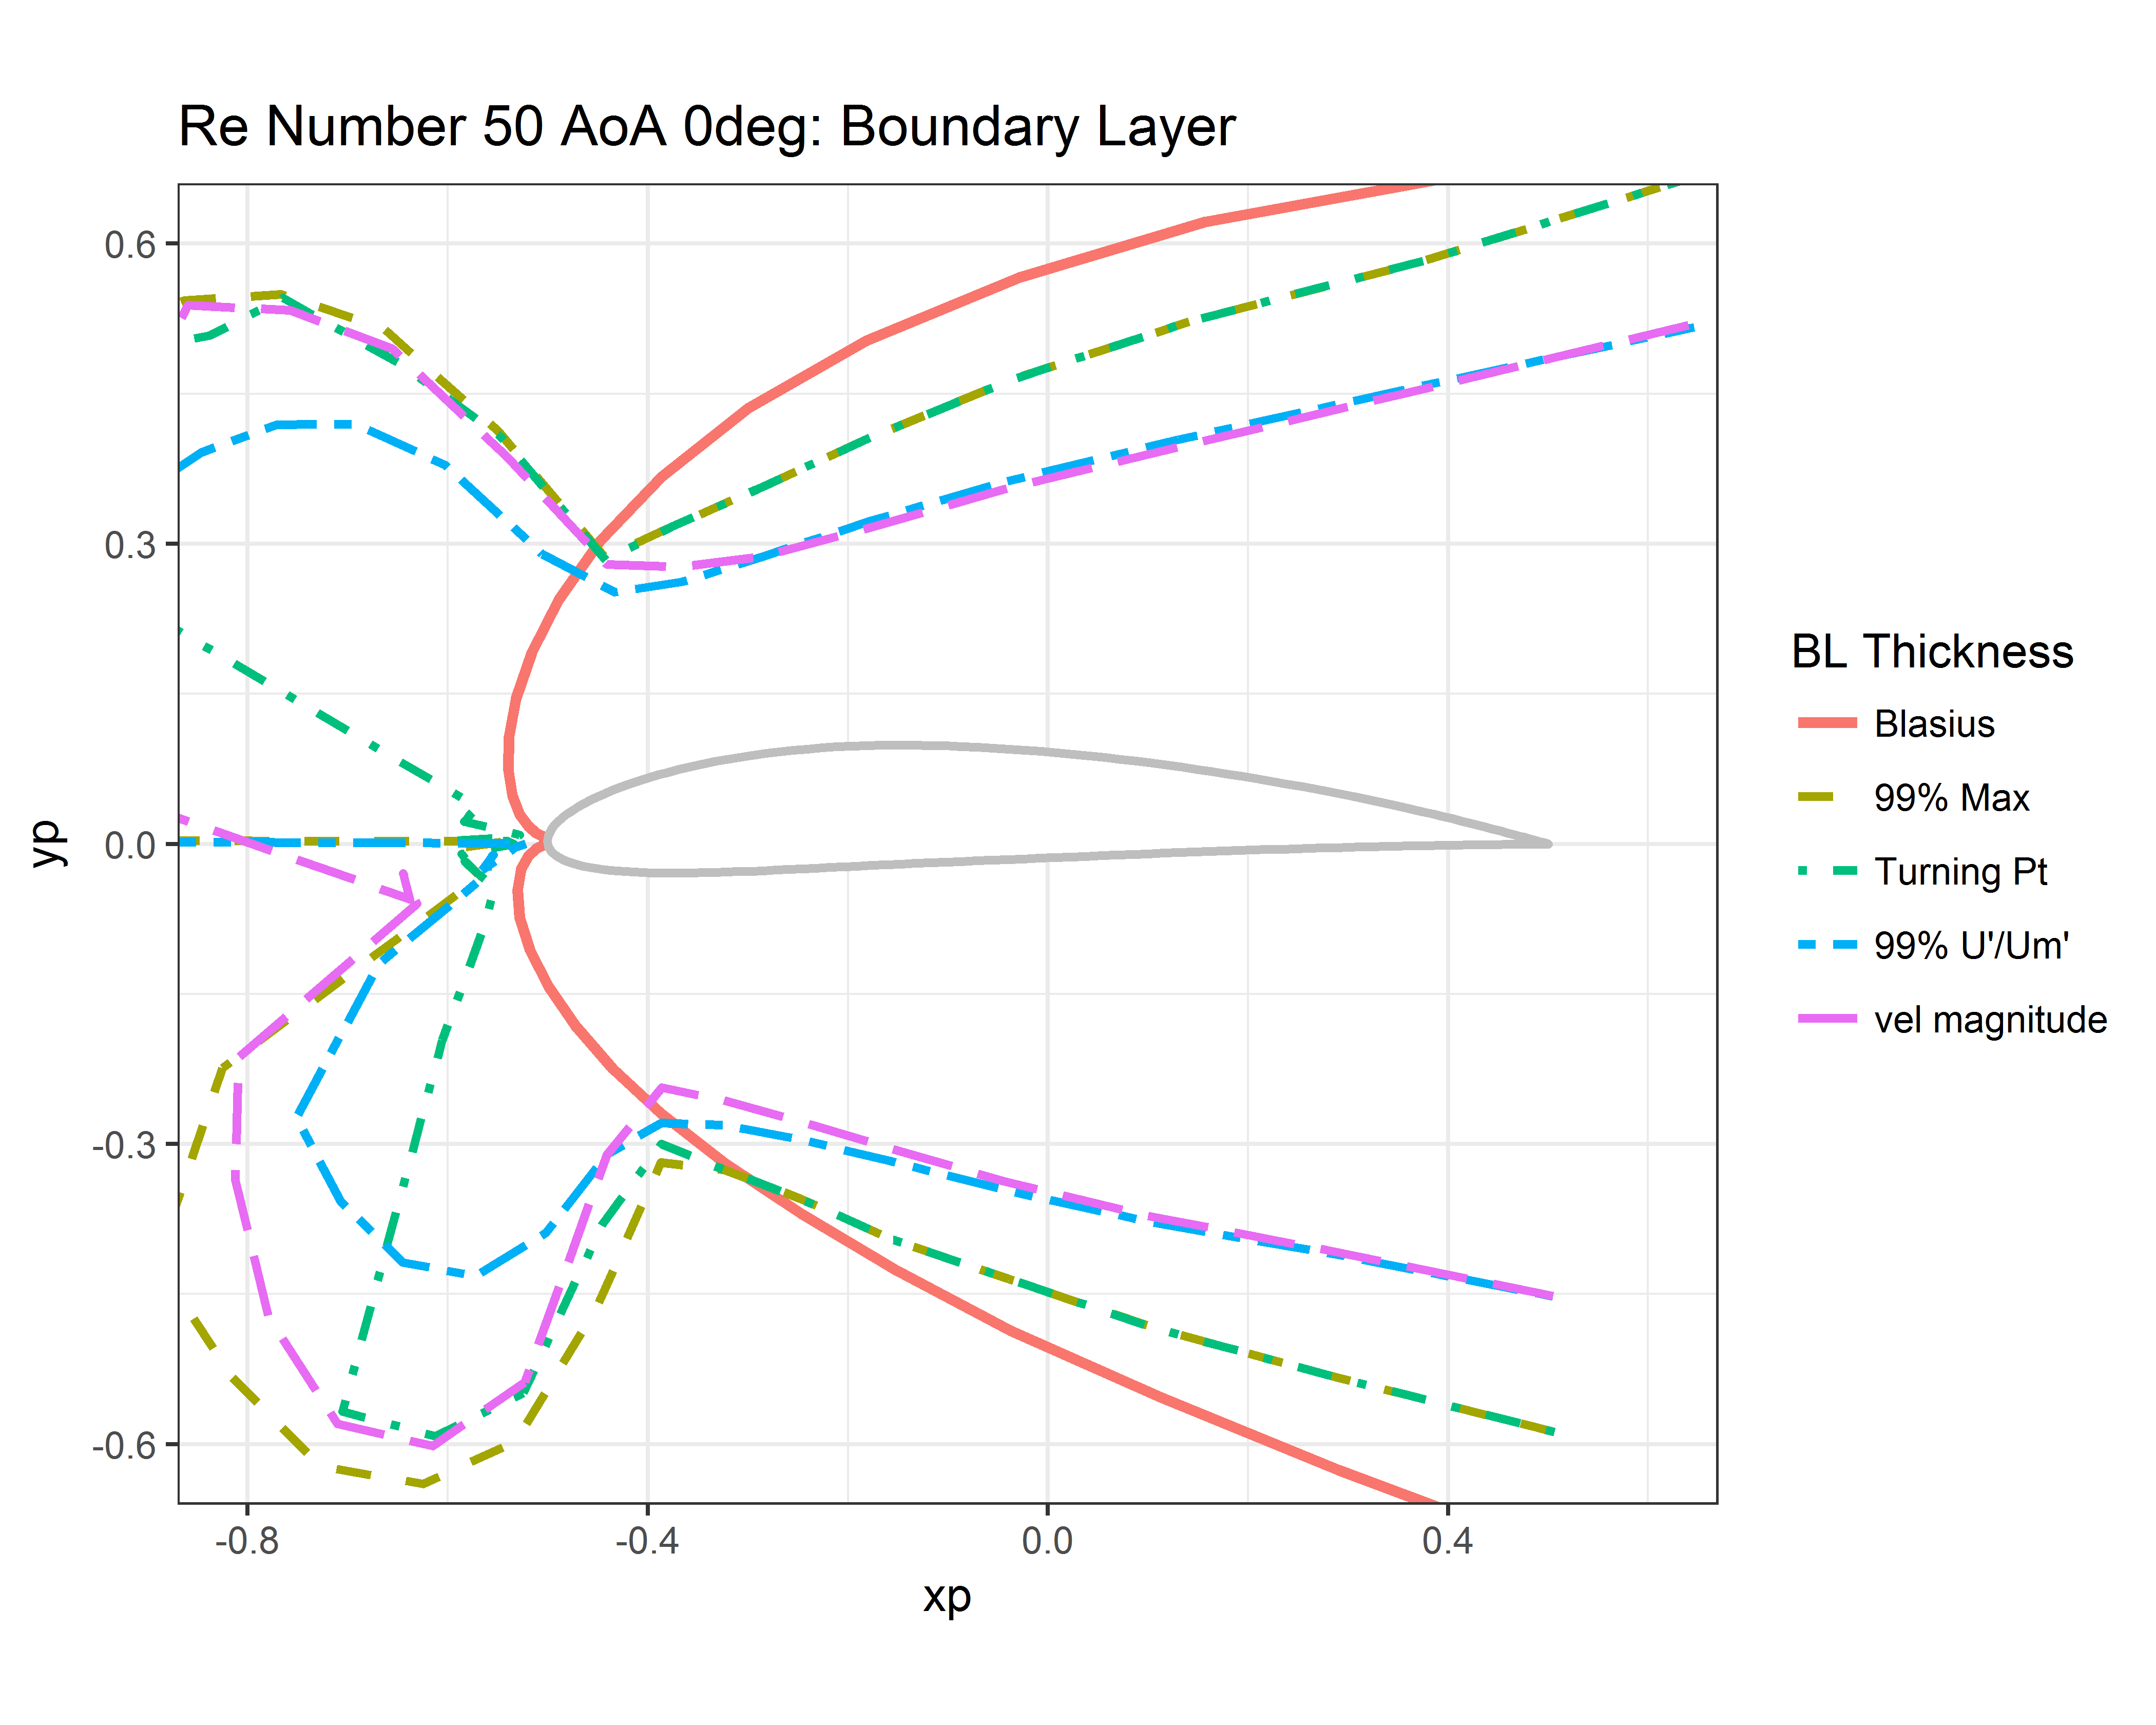 Re Number 50 AoA 0deg: Boundary Layer
0.6
0.3
0.0
-0.3
-0.6
yp
-0.8
-0.4
0.0
0.4
xp
BL Thickness
Blasius
99% Max
Turning Pt
99% U'/Um'
vel magnitude